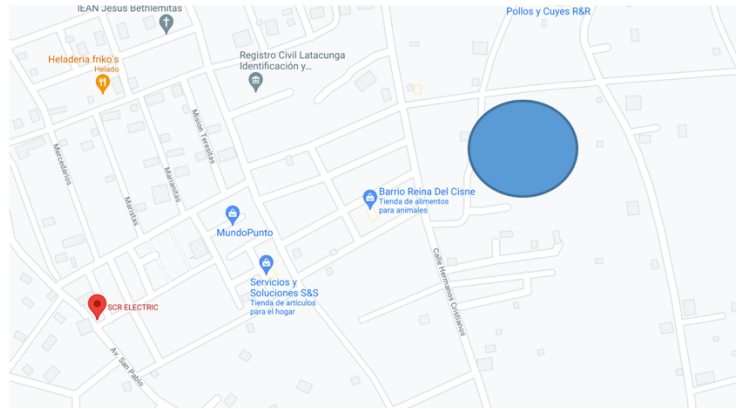 IEAN Jesus Bethlemitas
Pollos y Cuyes R&R
Heladeria friko's
Helado
Registro Civil Latacunga
Identificación y...
Mision Teresitas
Mercedarios
Maristas
Marianitas
Barrio Reina Del Cisne
Tienda de alimentos
para animales
MundoPunto
Servicios y
Soluciones S&S
Tienda de artículos
para el hogar
Calle Hermanos Cristianos
SCR ELECTRIC
Av. San Pablo